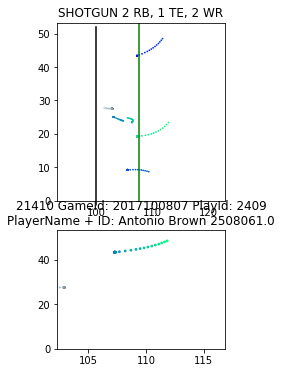 SHOTGUN 2 RB, 1 TE, 2 WR
50
40
30
20
10
0
100 110 120
21410 GameId: 2017100807 PlayId: 2409
PlayerName + ID: Antonio Brown 2508061.0
40
20
0
105 110 115